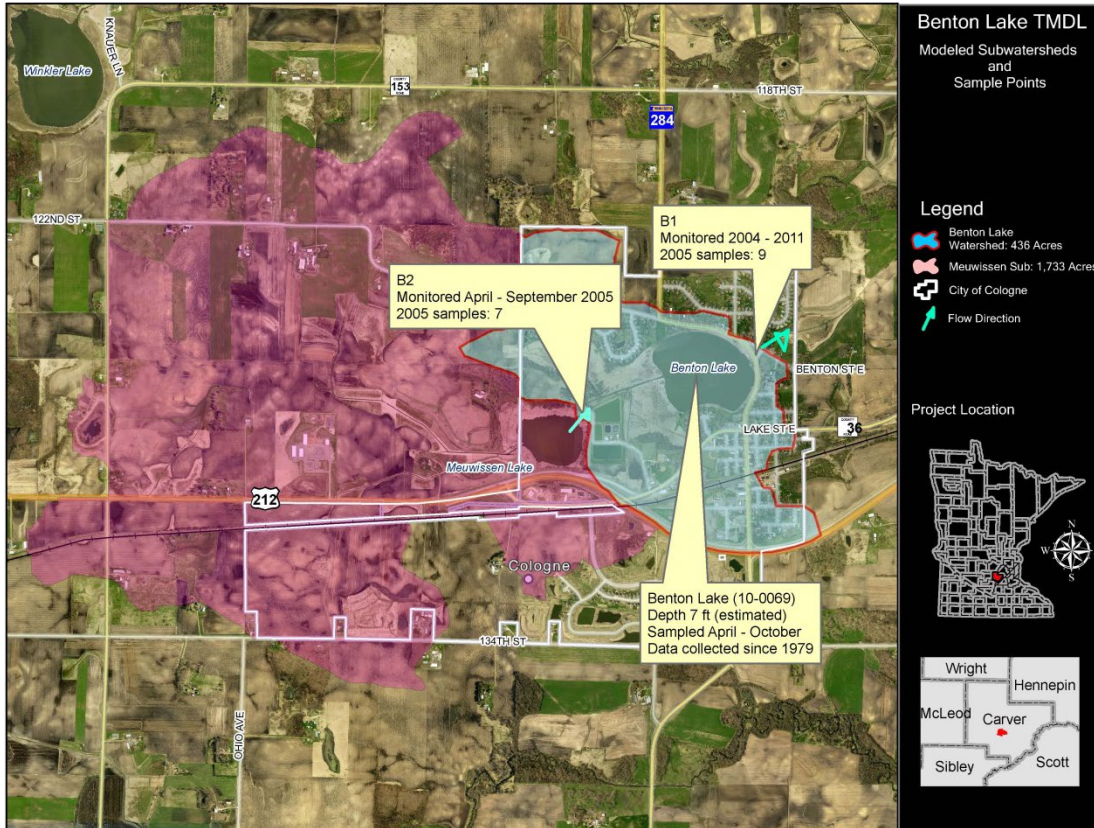 Benton Lake TMDL
Modeled Subwatersheds
and
Sample Points
Legend
Benton Lake
Watershed: 436 Acres
Meuwissen Sub: 1,733 Acres
City of Cologne
Flow Direction
Project Location
N
W
S
Wright
Hennepin
McLeod
Carver
Sibley
Scott
Winkler Lake
KNAUER LN
COUNTY
153
118TH ST
284
122ND ST
B1
Monitored 2004 - 2011
2005 samples: 9
B2
Monitored April - September 2005
2005 samples: 7
Benton Lake
BENTON ST E
LAKE ST E
COUNTY
36
Meuwissen Lake
212
Cologne
Benton Lake (10-0069)
Depth 7 ft (estimated)
Sampled April - October
Data collected since 1979
134TH ST
OHIO AVE